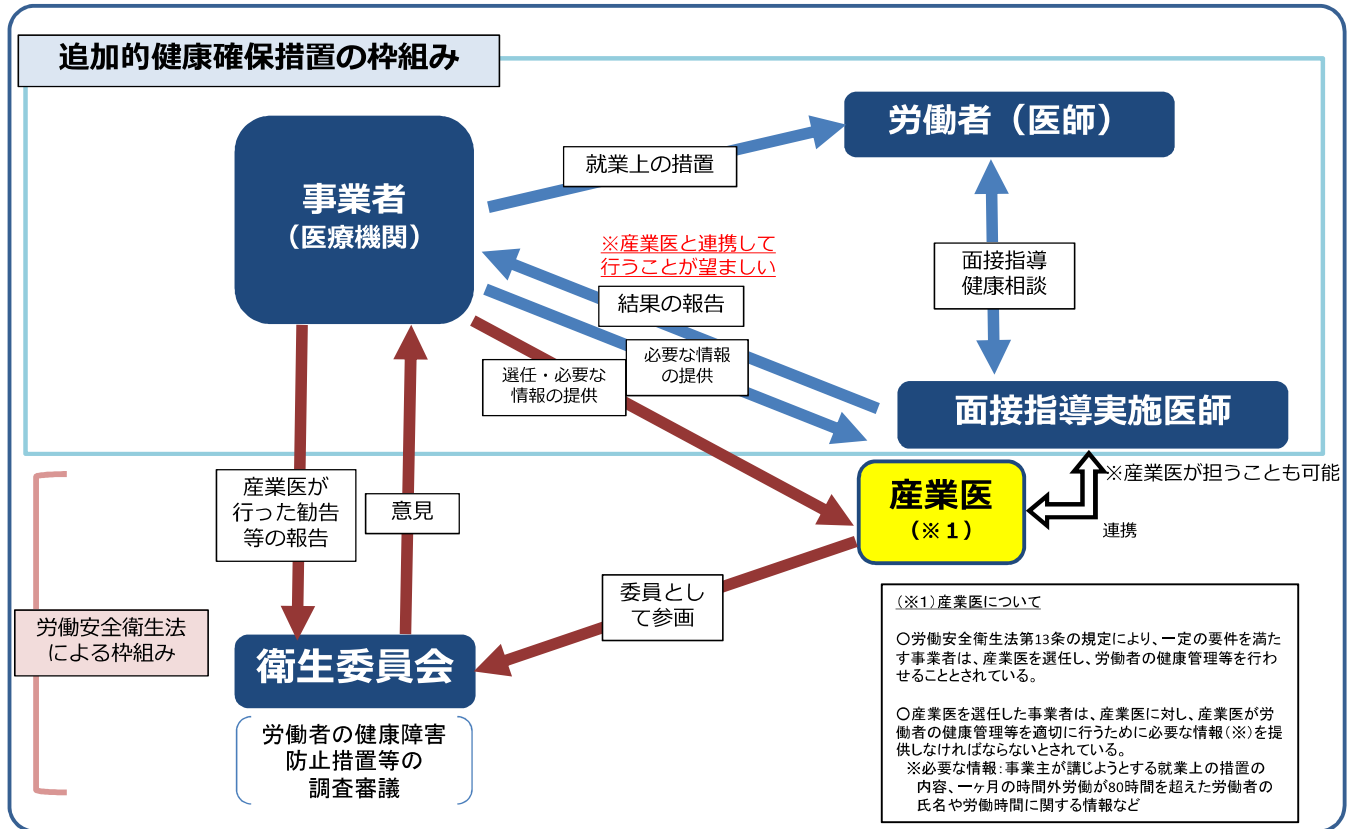 追加的健康確保措置の枠組み
労働者（医師）
事業者
（医療機関）
就業上の措置
※産業医と連携して
行うことが望ましい
面接指導
健康相談
結果の報告
必要な情報
の提供
選任・必要な
情報の提供
面接指導実施医師
※産業医が担うことも可能
産業医
（※１）
連携
産業医が
行った勧告
等の報告
意見
委員とし
て参画
労働安全衛生法
による枠組み
衛生委員会
労働者の健康障害
防止措置等の
調査審議
（※１）産業医について
○労働安全衛生法第13条の規定により、一定の要件を満た
す事業者は、産業医を選任し、労働者の健康管理等を行わ
せることとされている。
○産業医を選任した事業者は、産業医に対し、産業医が労
働者の健康管理等を適切に行うために必要な情報（※）を提
供しなければならないとされている。
※必要な情報：事業主が講じようとする就業上の措置の
内容、一ヶ月の時間外労働が80時間を超えた労働者の
氏名や労働時間に関する情報など